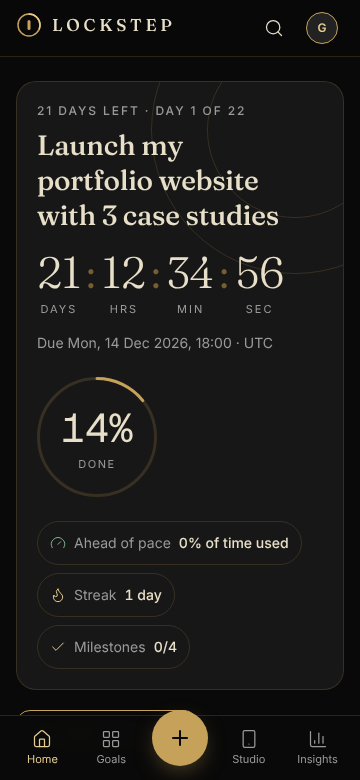 LOCKSTEP
G
21 DAYS LEFT · DAY 1 OF 22
Launch my
portfolio website
with 3 case studies
21 : 12 : 34 : 56
DAYS HRS MIN SEC
Due Mon, 14 Dec 2026, 18:00 · UTC
14%
DONE
Ahead of pace 0% of time used
Streak 1 day
Milestones 0/4
Home Goals Studio Insights